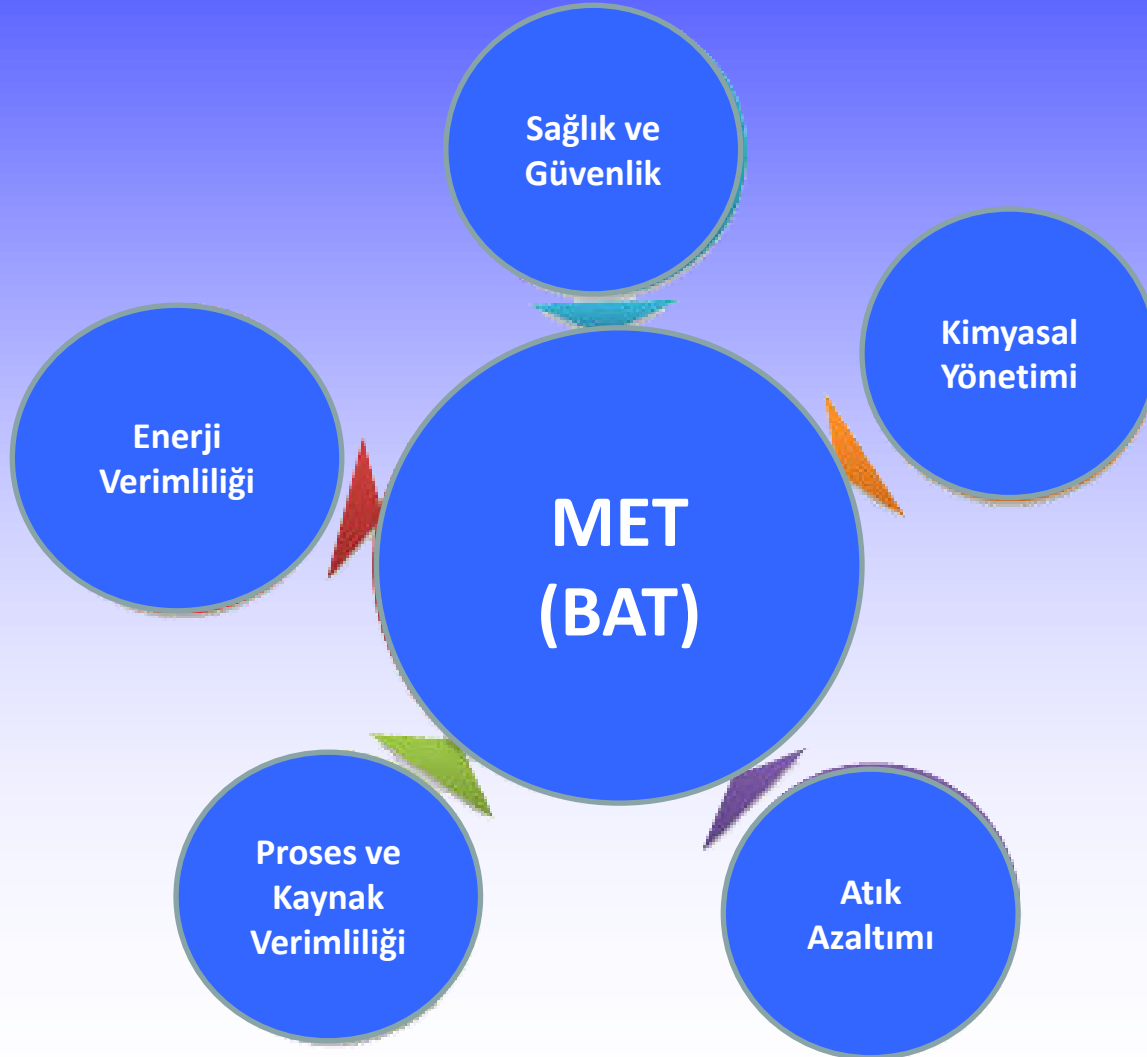 Sağlık ve
Güvenlik
Kimyasal
Yönetimi
Enerji
Verimliliği
MET
(BAT)
Proses ve
Kaynak
Verimliliği
Atık
Azaltımı